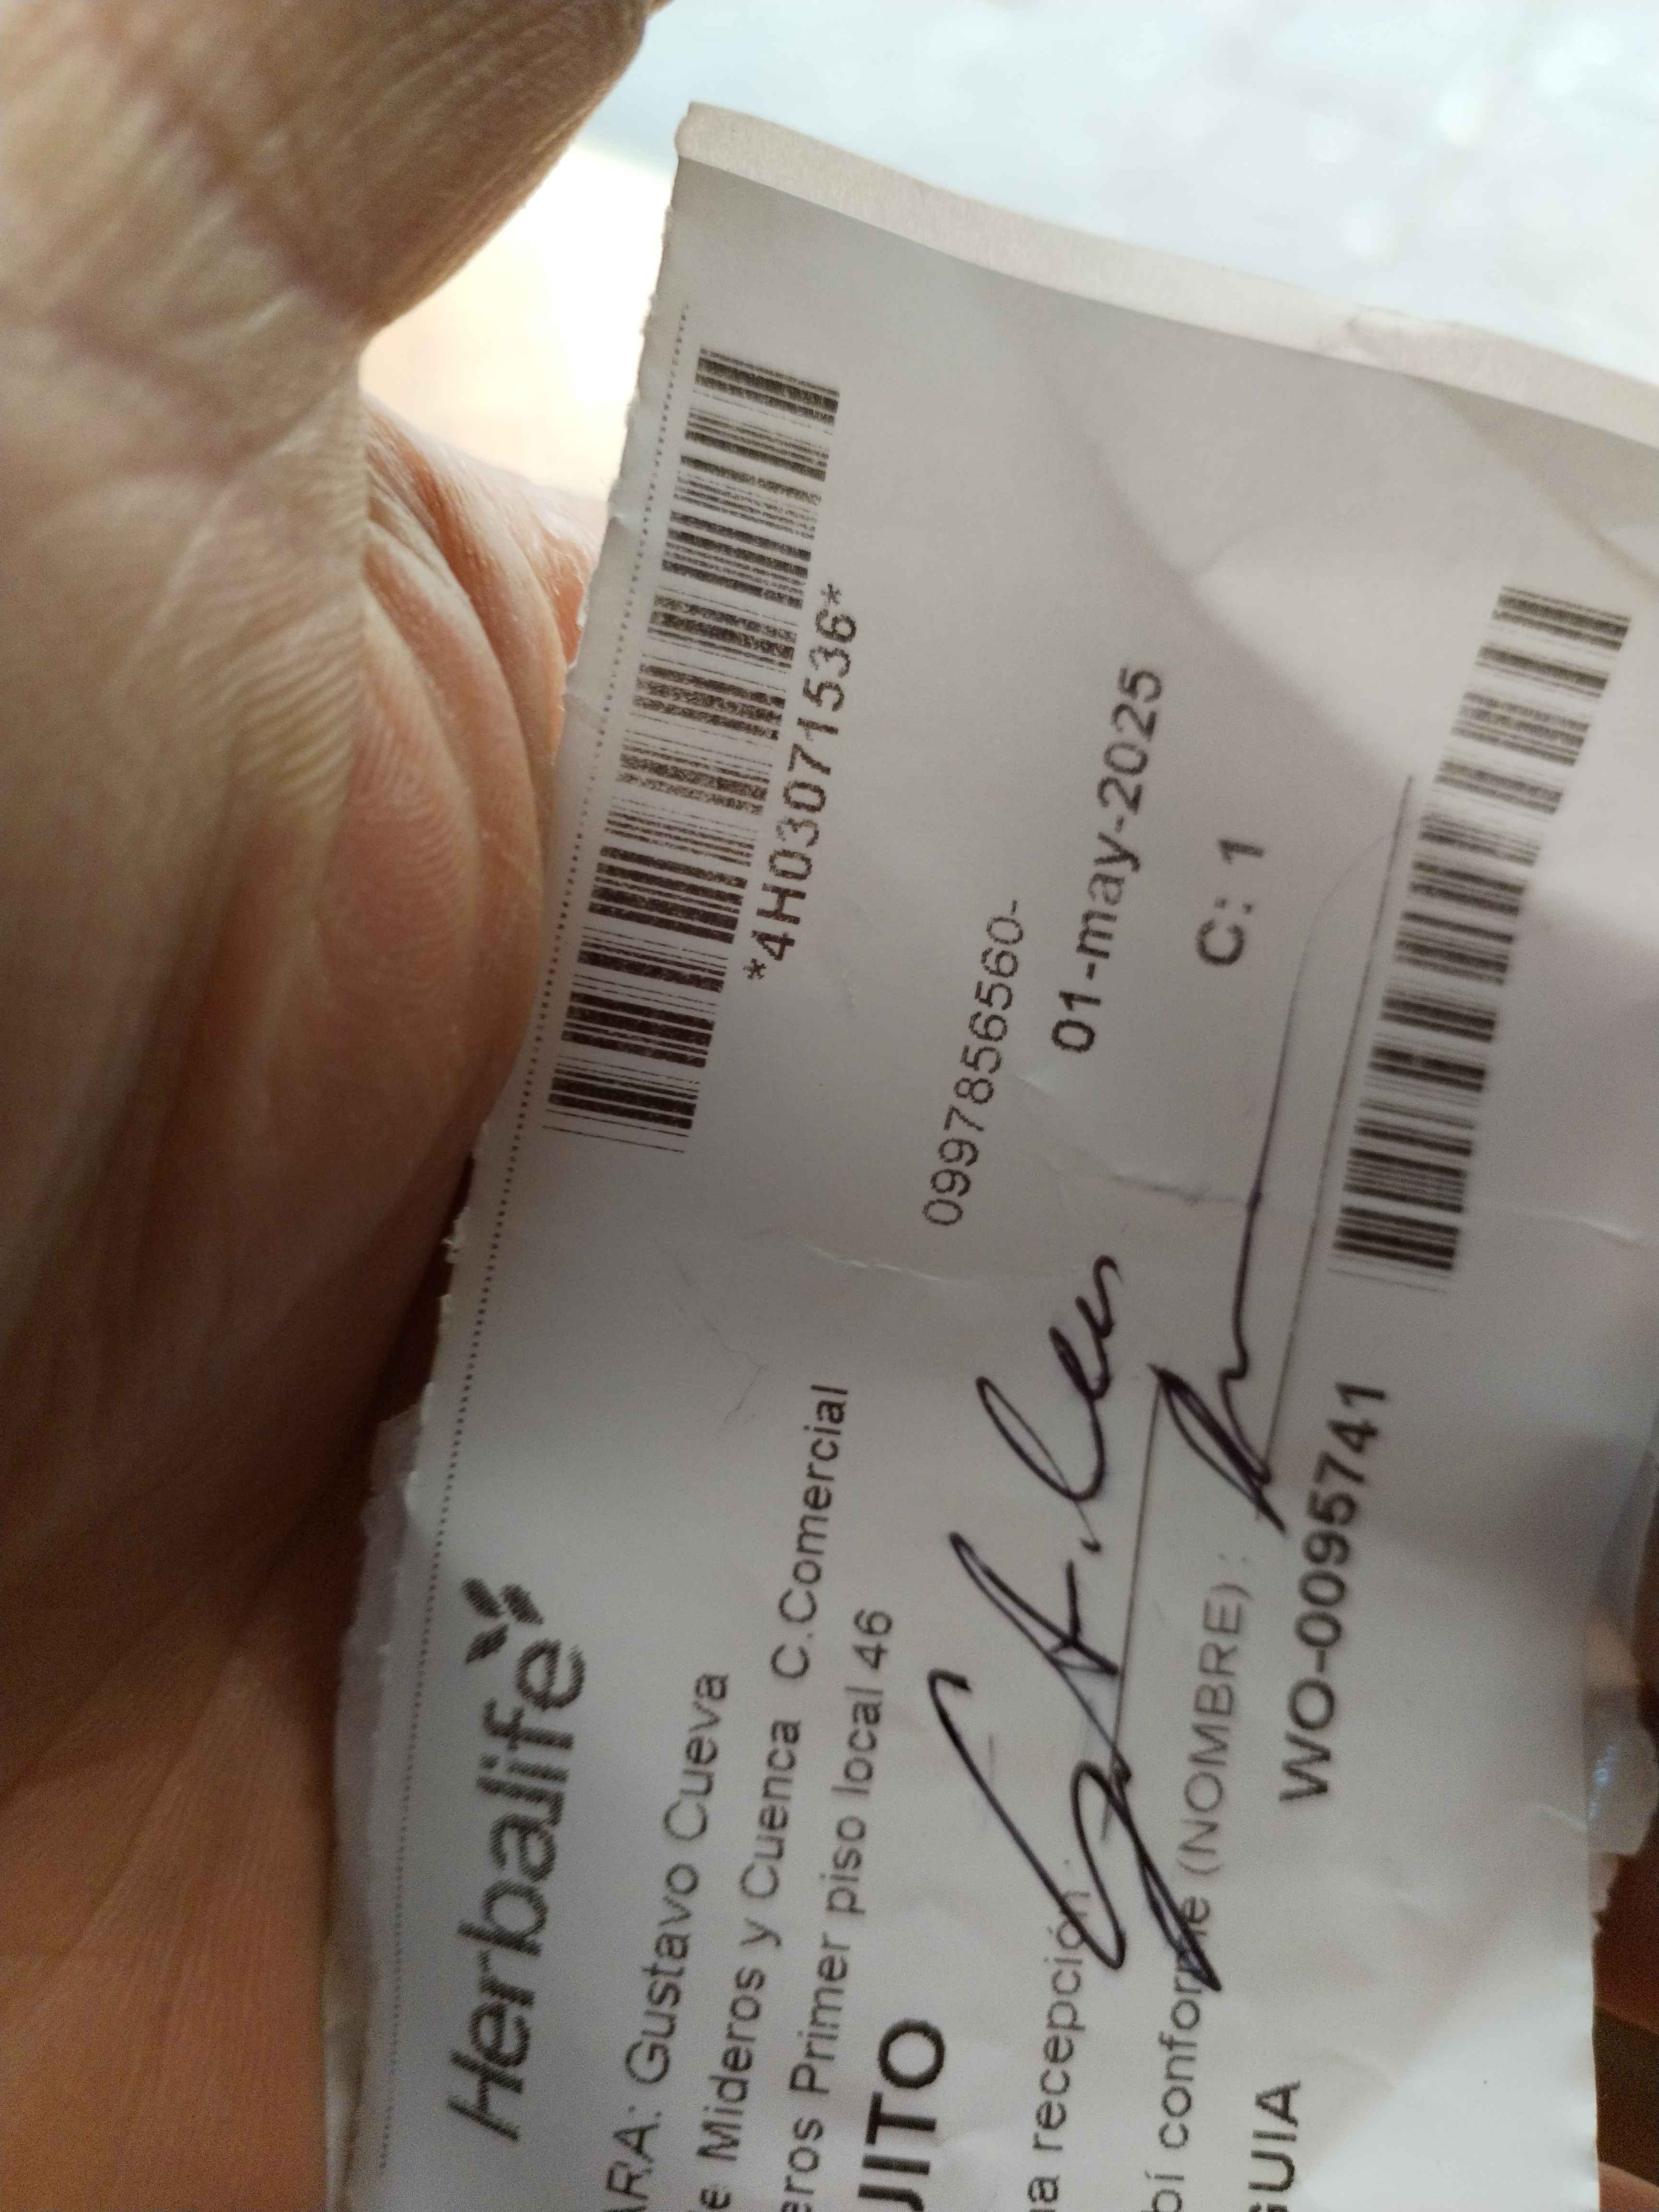 Herbalife
*4H03071536*
ARA: Gustavo Cueva
e Mideros y Cuenca C.Comercial
eros Primer piso local 46
0997856560-
JITO
01-may-2025
a recepción:
C: 1
bí conforme (NOMBRE):
GUIA WO-0095741